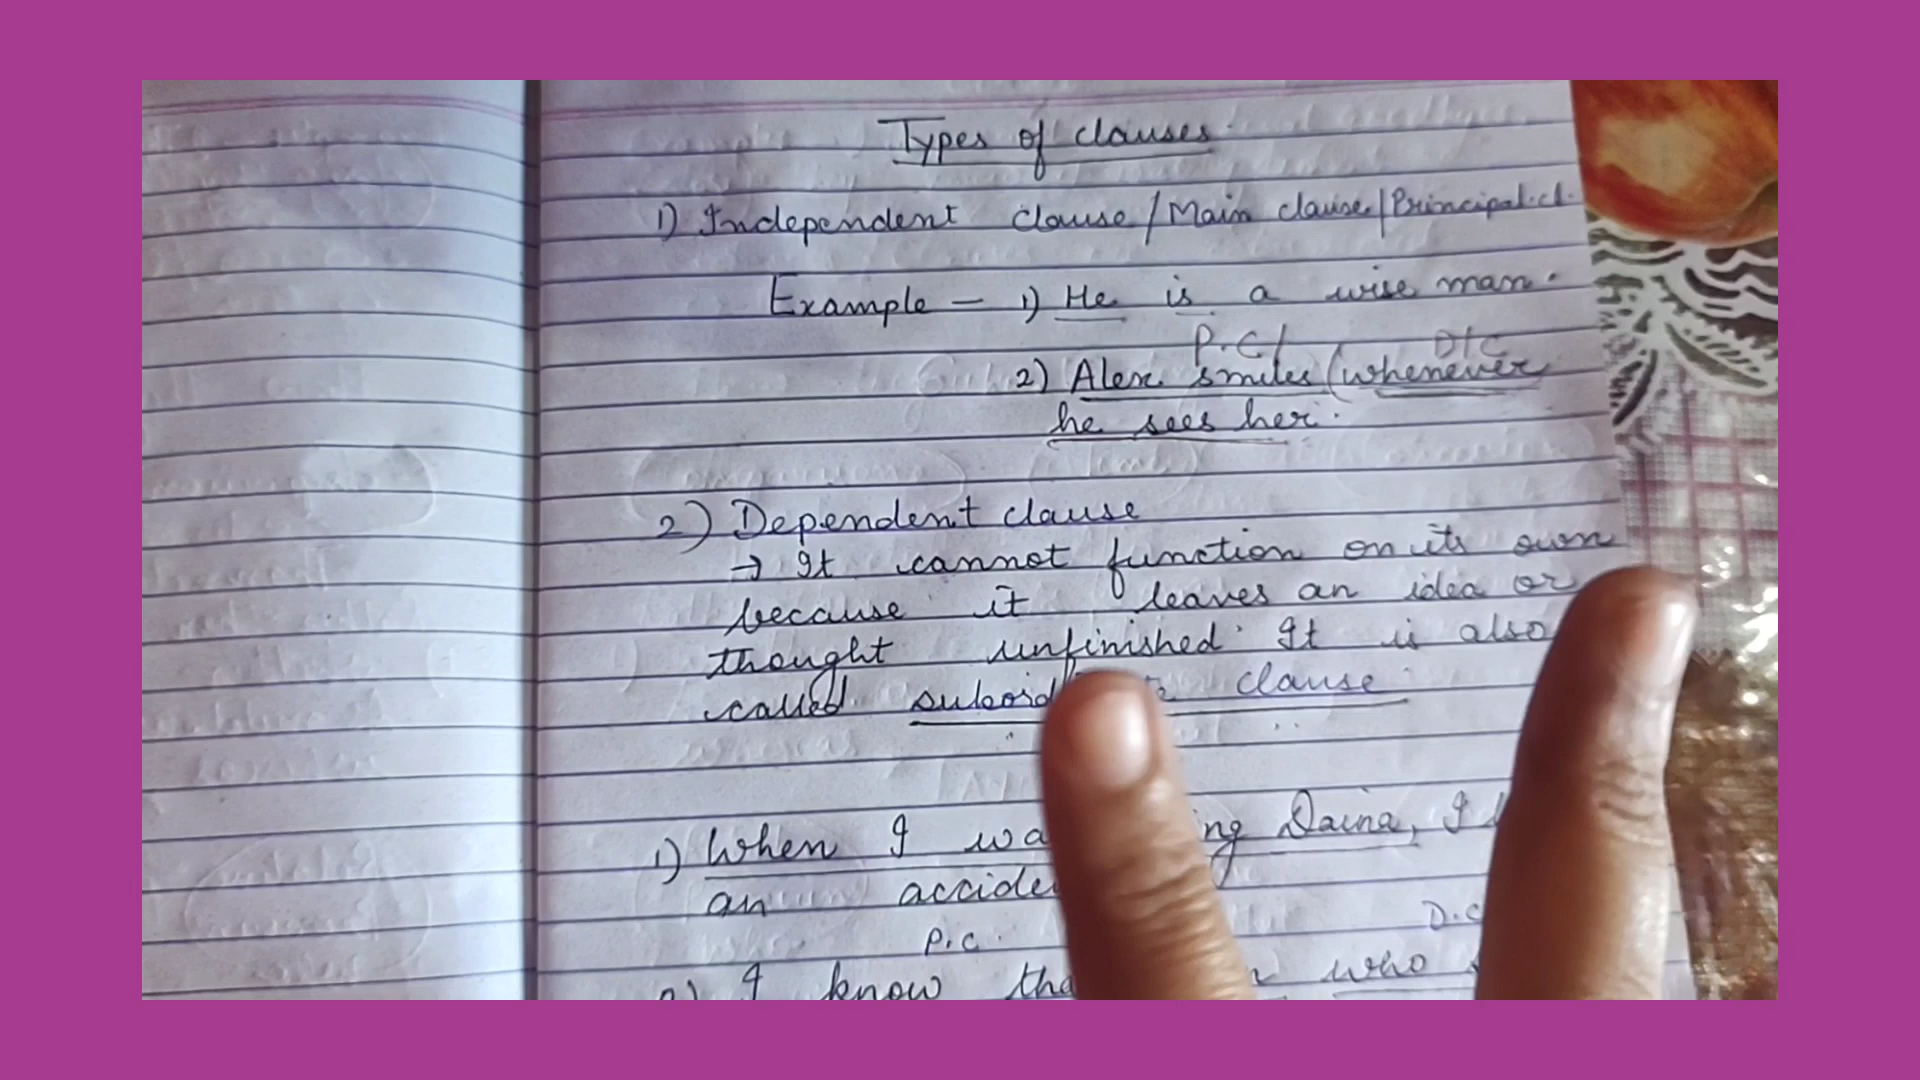 Types of clauses
1) Independent clause / Main clause / Principal.cl.
Example - 1) He is a wise man.
P.C/ D/C
2) Alex smiles (whenever
he sees her.
2) Dependent clause
→ It cannot function on its own
because it leaves an idea or
thought unfinished. It is also
called clause
1) When I Daina, I
an
P.C. D.C
I know who